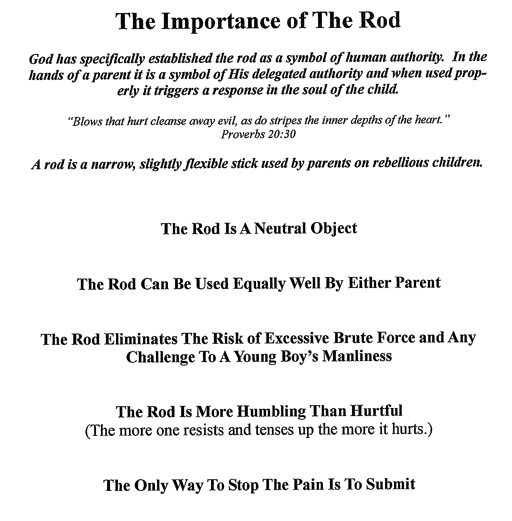 The Importance of The Rod
God has specifically established the rod as a symbol of human authority. In the
hands of a parent it is a symbol of His delegated authority and when used prop-
erly it triggers a response in the soul of the child.
“Blows that hurt cleanse away evil, as do stripes the inner depths of the heart.”
Proverbs 20:30
A rod is a narrow, slightly flexible stick used by parents on rebellious children.
The Rod Is A Neutral Object
The Rod Can Be Used Equally Well By Either Parent
The Rod Eliminates The Risk of Excessive Brute Force and Any
Challenge To A Young Boy’s Manliness
The Rod Is More Humbling Than Hurtful
(The more one resists and tenses up the more it hurts.)
The Only Way To Stop The Pain Is To Submit